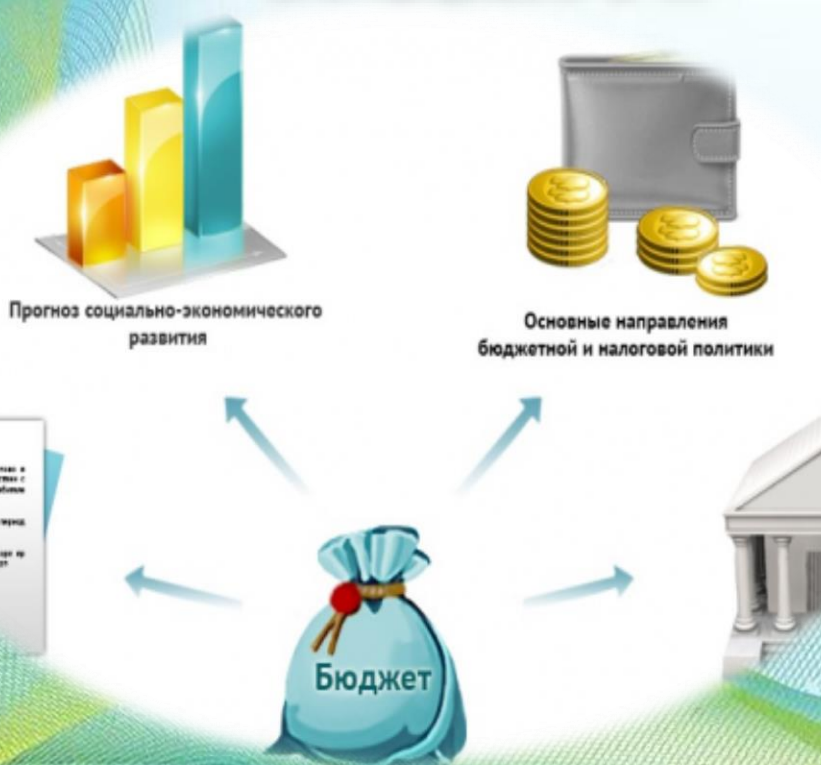 Прогноз социально-экономического
развития
Основные направления
бюджетной и налоговой политики
Бюджет